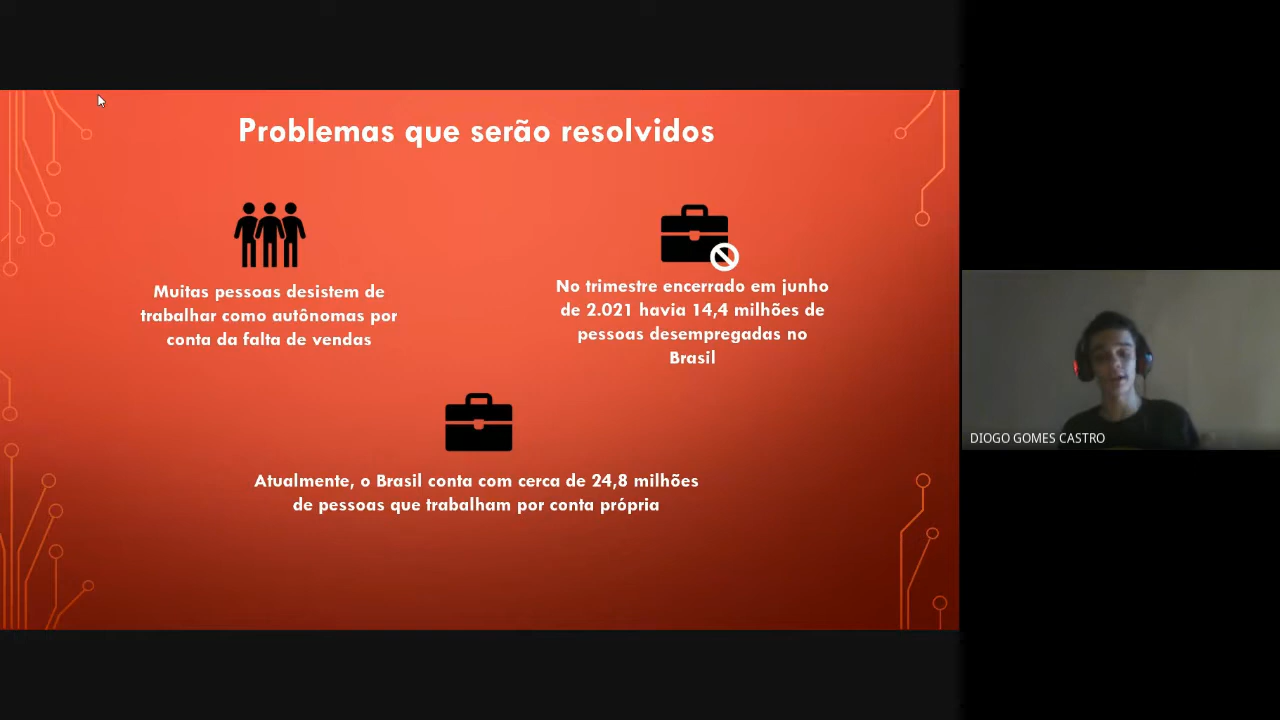 Problemas que serão resolvidos
Muitas pessoas desistem de
trabalhar como autônomas por
conta da falta de vendas
No trimestre encerrado em junho
de 2.021 havia 14,4 milhões de
pessoas desempregadas no
Brasil
Atualmente, o Brasil conta com cerca de 24,8 milhões
de pessoas que trabalham por conta própria
DIOGO GOMES CASTRO